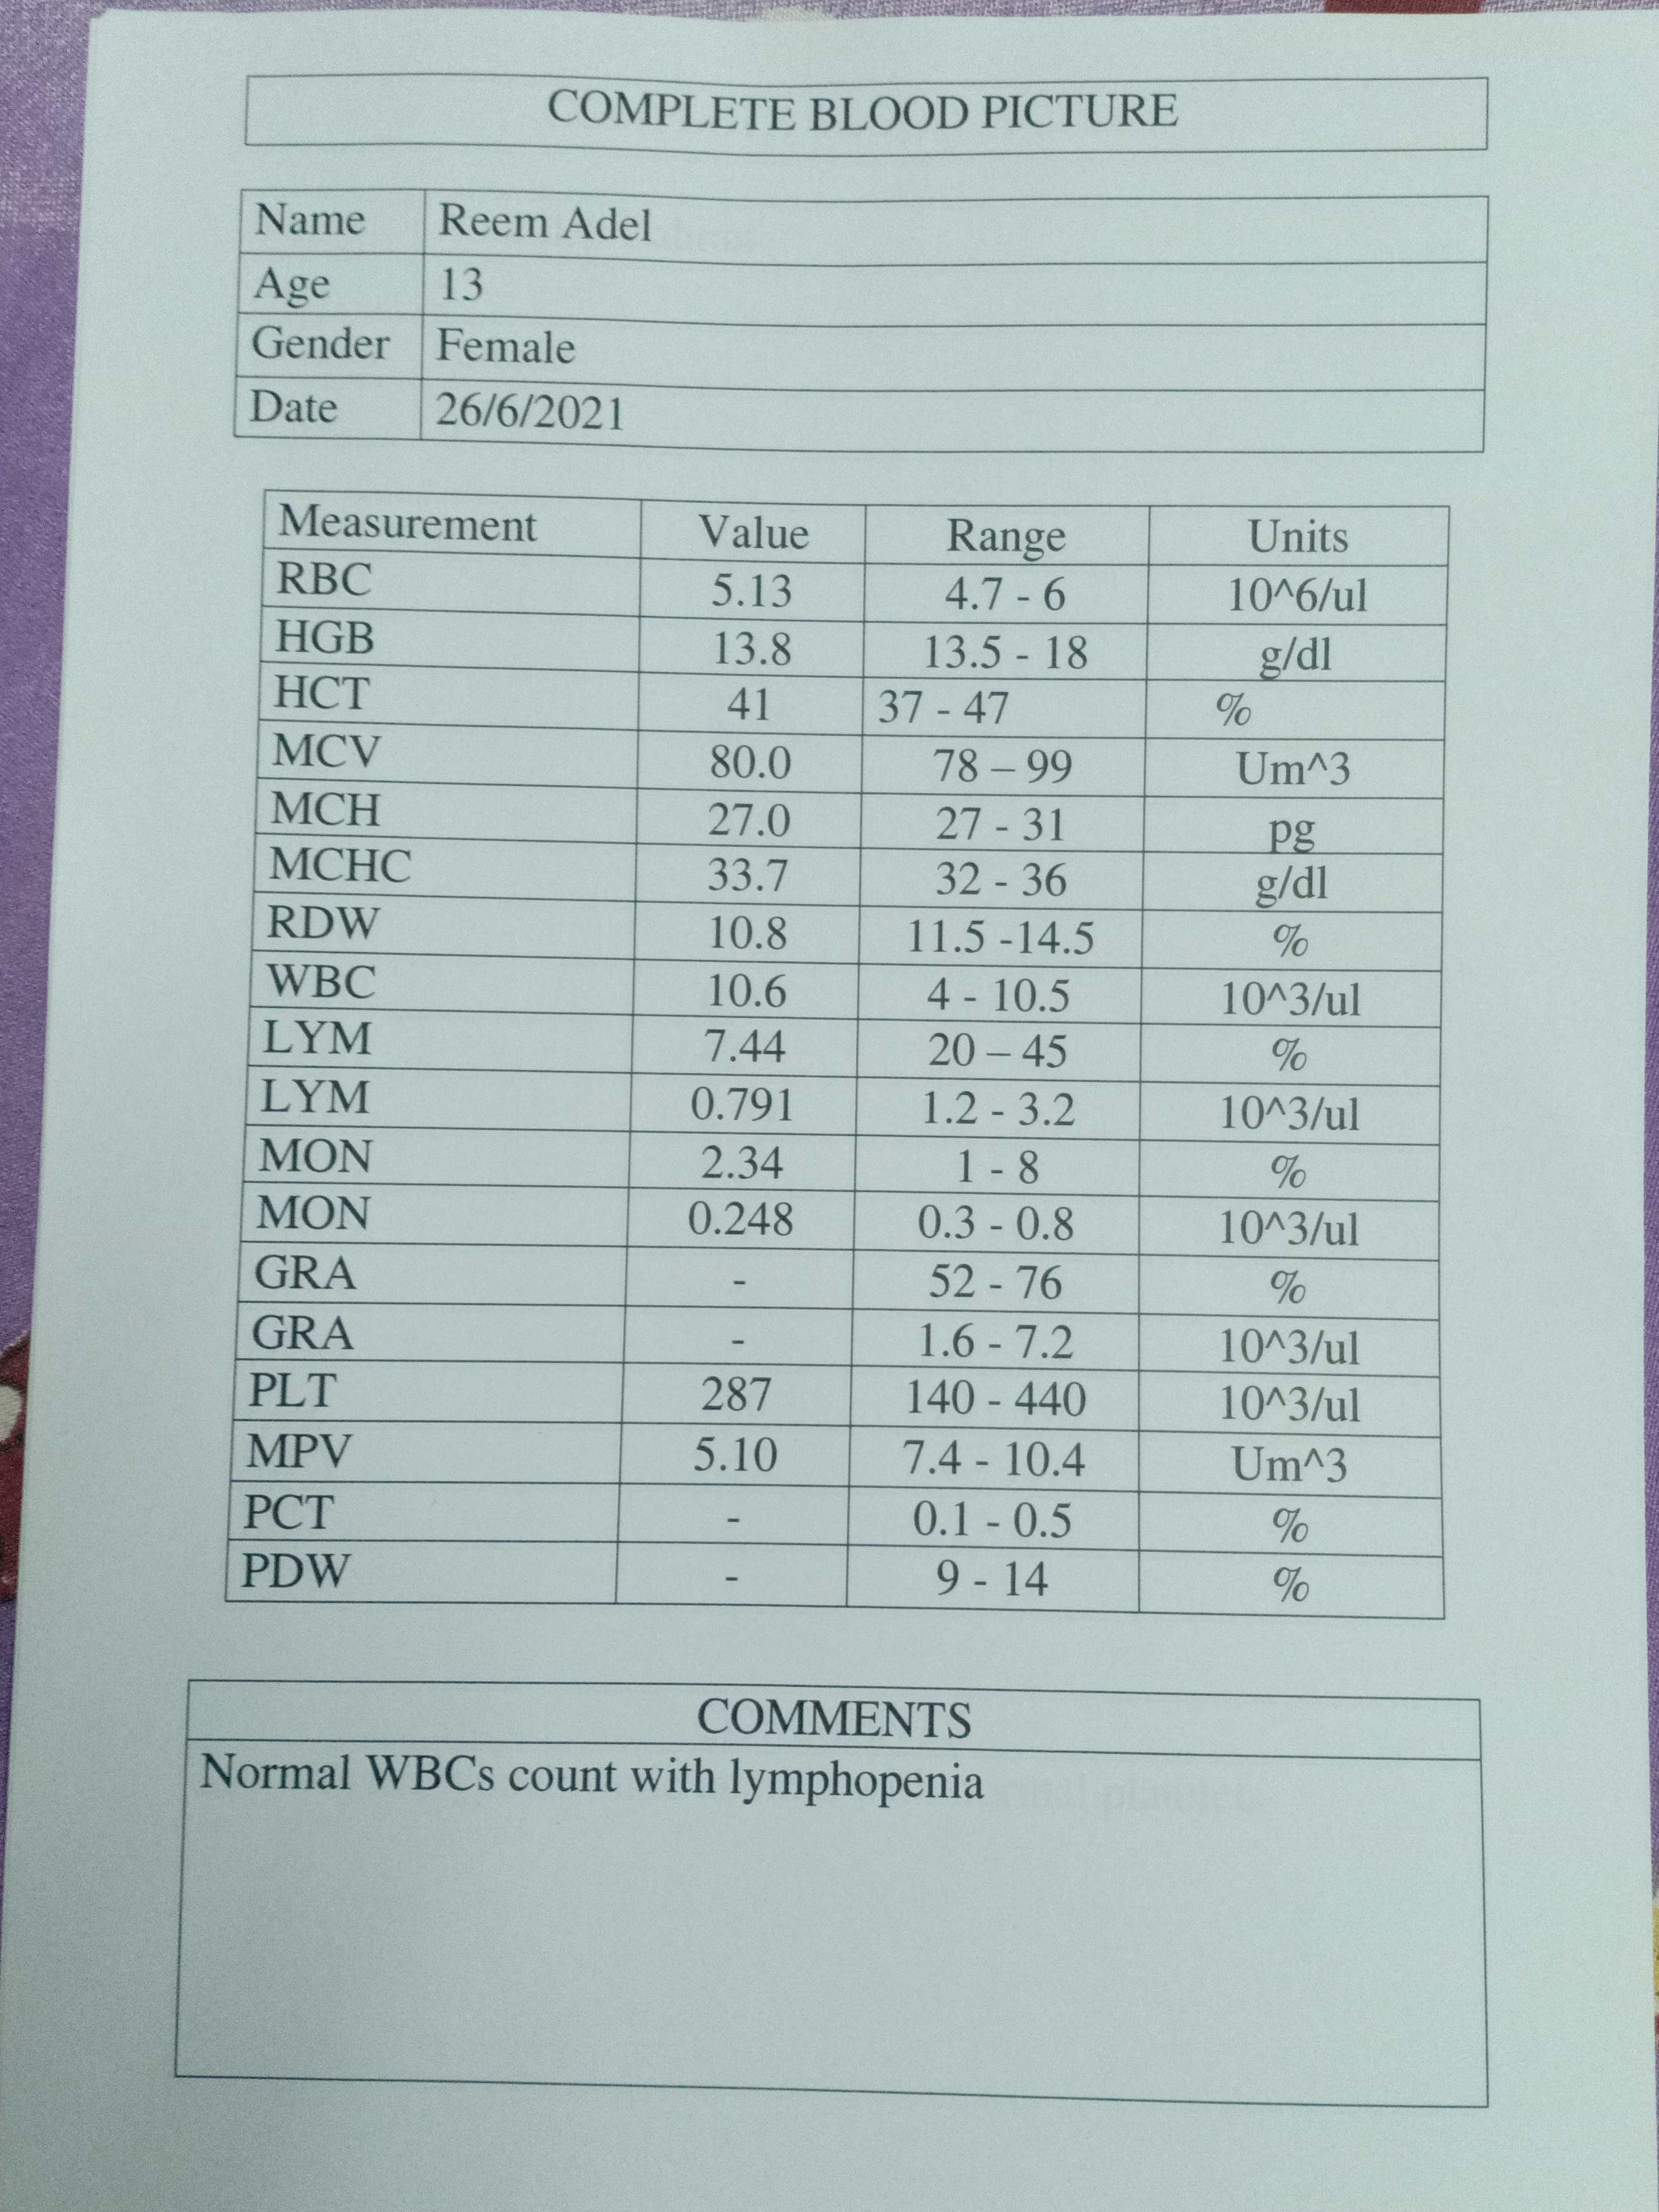 COMPLETE BLOOD PICTURE
Name Reem Adel
Age 13
Gender Female
Date 26/6/2021
Measurement Value Range Units
RBC 5.13 4.7 - 6 10^6/ul
HGB 13.8 13.5 - 18 g/dl
HCT 41 37 - 47 %
MCV 80.0 78 – 99 Um^3
MCH 27.0 27 - 31 pg
MCHC 33.7 32 - 36 g/dl
RDW 10.8 11.5 -14.5 %
WBC 10.6 4 - 10.5 10^3/ul
LYM 7.44 20 – 45 %
LYM 0.791 1.2 - 3.2 10^3/ul
MON 2.34 1 - 8 %
MON 0.248 0.3 - 0.8 10^3/ul
GRA - 52 - 76 %
GRA - 1.6 - 7.2 10^3/ul
PLT 287 140 - 440 10^3/ul
MPV 5.10 7.4 - 10.4 Um^3
PCT - 0.1 - 0.5 %
PDW - 9 - 14 %
COMMENTS
Normal WBCs count with lymphopenia